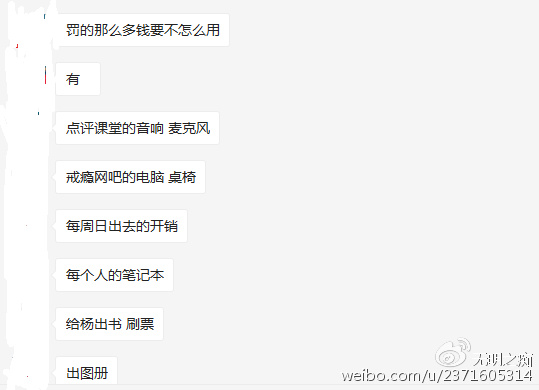 罚的那么多钱要不怎么用
有
点评课堂的音响 麦克风
戒瘾网吧的电脑 桌椅
每周日出去的开销
每个人的笔记本
给杨出书 刷票
出图册
weibo.com/u/2371605314